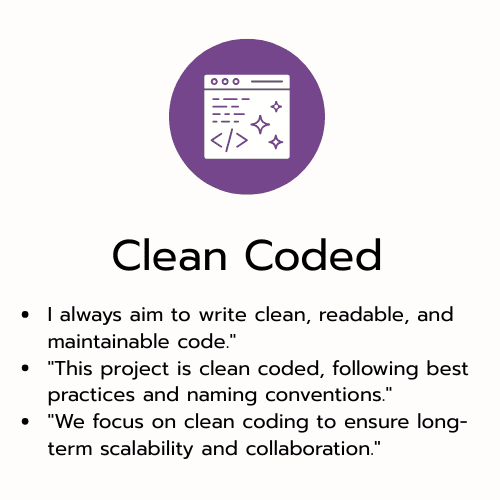 Clean Coded
• I always aim to write clean, readable, and
maintainable code."
• "This project is clean coded, following best
practices and naming conventions."
• "We focus on clean coding to ensure long-
term scalability and collaboration."